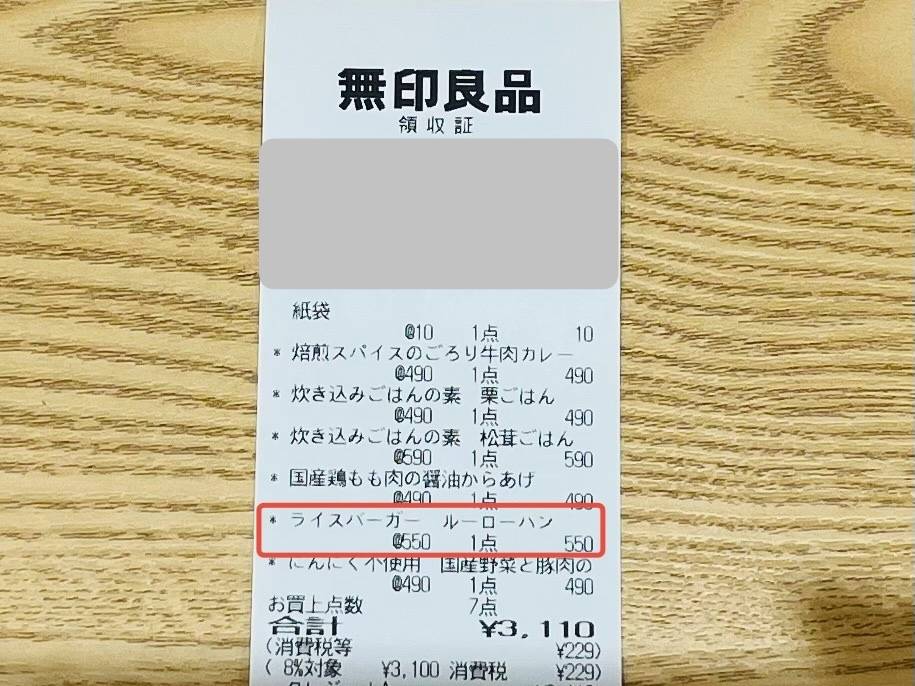 無印良品
領収証
紙袋
@10 1点 10
* 焙煎スパイスのごろり牛肉カレー
@490 1点 490
* 炊き込みごはんの素 栗ごはん
@490 1点 490
* 炊き込みごはんの素 松茸ごはん
@590 1点 590
* 国産鶏もも肉の醤油からあげ
@490 1点 490
* ライスバーガー ルーローハン
@550 1点 550
* にんにく不使用 国産野菜と豚肉の
@490 1点 490
お買上点数 7点
合計 ¥3,110
(消費税等 ¥229)
( 8%対象 ¥3,100 消費税 ¥229)